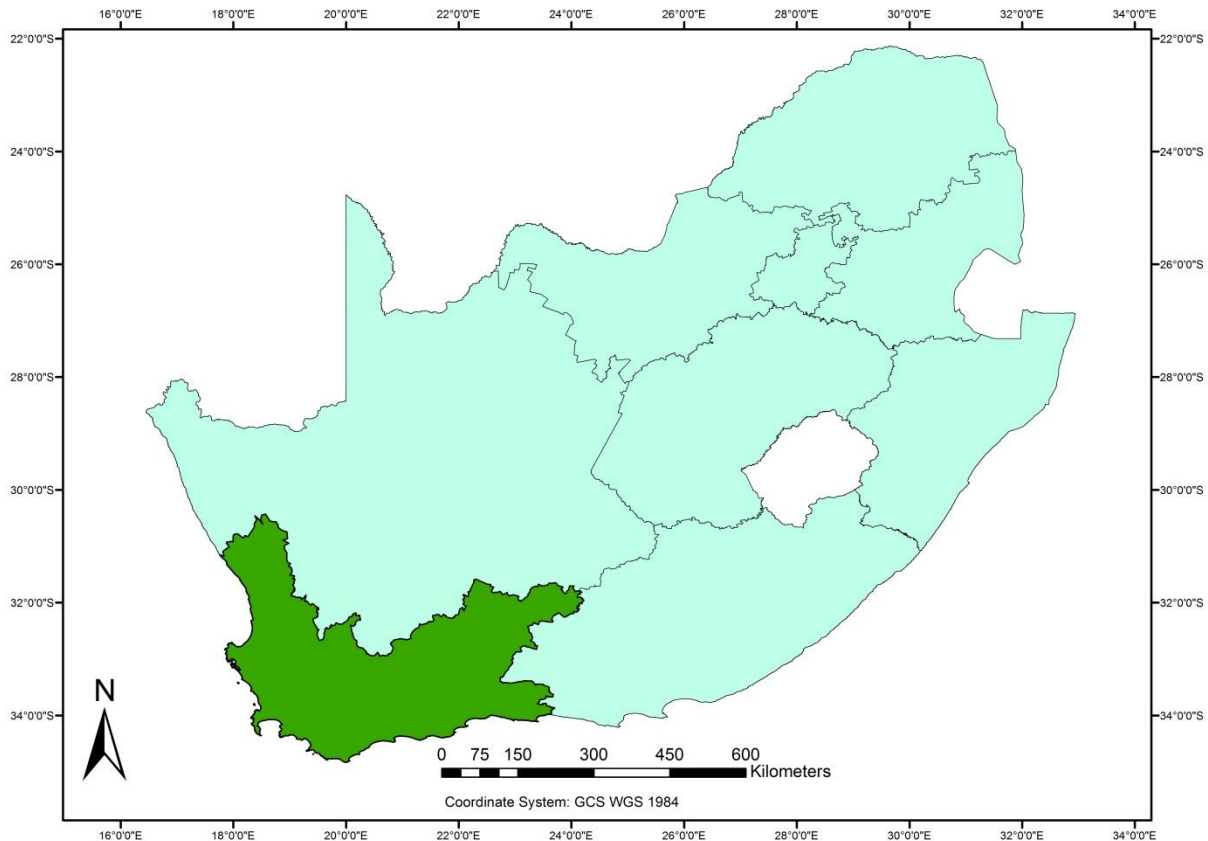 16°0'0"E 18°0'0"E 20°0'0"E 22°0'0"E 24°0'0"E 26°0'0"E 28°0'0"E 30°0'0"E 32°0'0"E 34°0'0"E
22°0'0"S 22°0'0"S
24°0'0"S 24°0'0"S
26°0'0"S 26°0'0"S
28°0'0"S 28°0'0"S
30°0'0"S 30°0'0"S
32°0'0"S 32°0'0"S
N
34°0'0"S 34°0'0"S
0 75 150 300 450 600
Kilometers
Coordinate System: GCS WGS 1984
16°0'0"E 18°0'0"E 20°0'0"E 22°0'0"E 24°0'0"E 26°0'0"E 28°0'0"E 30°0'0"E 32°0'0"E 34°0'0"E